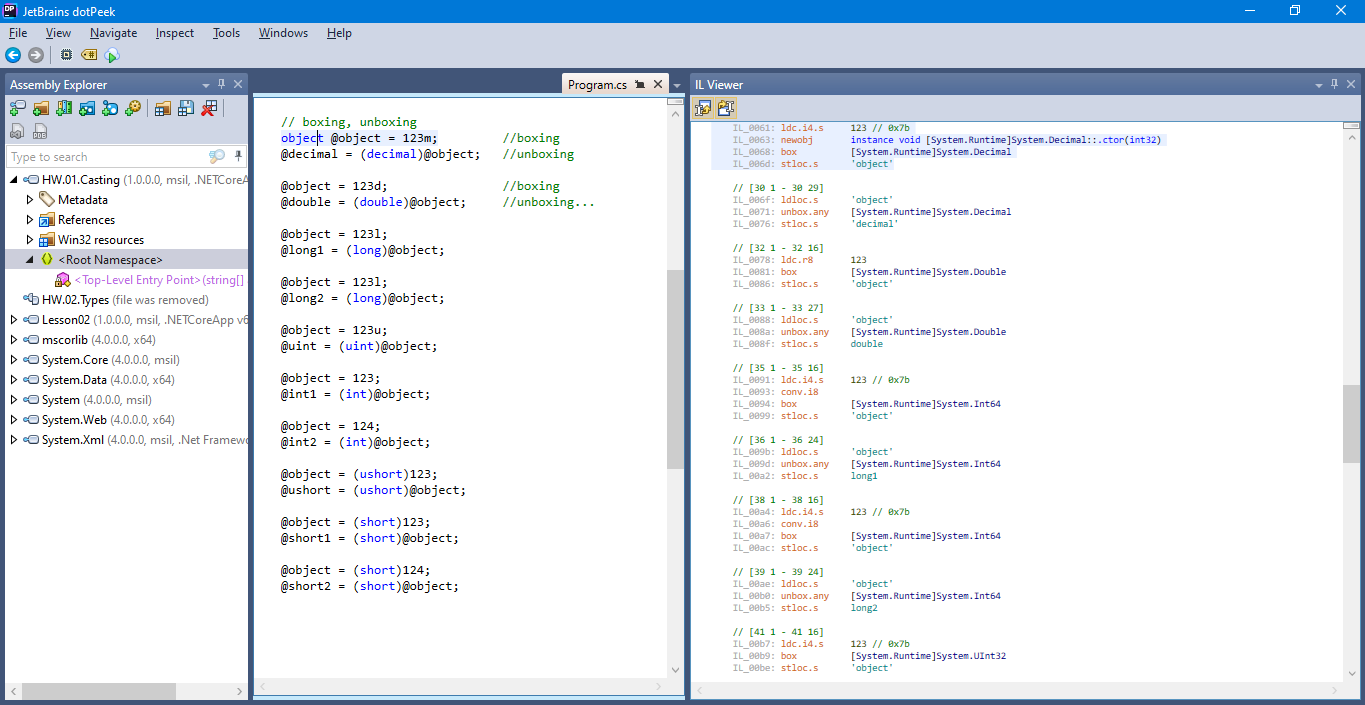 JetBrains dotPeek
File View Navigate Inspect Tools Windows Help
Assembly Explorer
Type to search
HW.01.Casting (1.0.0.0, msil, .NETCoreA
Metadata
References
Win32 resources
<Root Namespace>
<Top-Level Entry Point>(string[]
HW.02.Types (file was removed)
Lesson02 (1.0.0.0, msil, .NETCoreApp v6
mscorlib (4.0.0.0, x64)
System.Core (4.0.0.0, msil)
System.Data (4.0.0.0, x64)
System (4.0.0.0, msil)
System.Web (4.0.0.0, x64)
System.Xml (4.0.0.0, msil, .Net Framewo
Program.cs
// boxing, unboxing
object @object = 123m; //boxing
@decimal = (decimal)@object; //unboxing
@object = 123d; //boxing
@double = (double)@object; //unboxing...
@object = 123l;
@long1 = (long)@object;
@object = 123l;
@long2 = (long)@object;
@object = 123u;
@uint = (uint)@object;
@object = 123;
@int1 = (int)@object;
@object = 124;
@int2 = (int)@object;
@object = (ushort)123;
@ushort = (ushort)@object;
@object = (short)123;
@short1 = (short)@object;
@object = (short)124;
@short2 = (short)@object;
IL Viewer
IL_0061: ldc.i4.s 123 // 0x7b
IL_0063: newobj instance void [System.Runtime]System.Decimal::.ctor(int32)
IL_0068: box [System.Runtime]System.Decimal
IL_006d: stloc.s 'object'
// [30 1 - 30 29]
IL_006f: ldloc.s 'object'
IL_0071: unbox.any [System.Runtime]System.Decimal
IL_0076: stloc.s 'decimal'
// [32 1 - 32 16]
IL_0078: ldc.r8 123
IL_0081: box [System.Runtime]System.Double
IL_0086: stloc.s 'object'
// [33 1 - 33 27]
IL_0088: ldloc.s 'object'
IL_008a: unbox.any [System.Runtime]System.Double
IL_008f: stloc.s double
// [35 1 - 35 16]
IL_0091: ldc.i4.s 123 // 0x7b
IL_0093: conv.i8
IL_0094: box [System.Runtime]System.Int64
IL_0099: stloc.s 'object'
// [36 1 - 36 24]
IL_009b: ldloc.s 'object'
IL_009d: unbox.any [System.Runtime]System.Int64
IL_00a2: stloc.s long1
// [38 1 - 38 16]
IL_00a4: ldc.i4.s 123 // 0x7b
IL_00a6: conv.i8
IL_00a7: box [System.Runtime]System.Int64
IL_00ac: stloc.s 'object'
// [39 1 - 39 24]
IL_00ae: ldloc.s 'object'
IL_00b0: unbox.any [System.Runtime]System.Int64
IL_00b5: stloc.s long2
// [41 1 - 41 16]
IL_00b7: ldc.i4.s 123 // 0x7b
IL_00b9: box [System.Runtime]System.UInt32
IL_00be: stloc.s 'object'